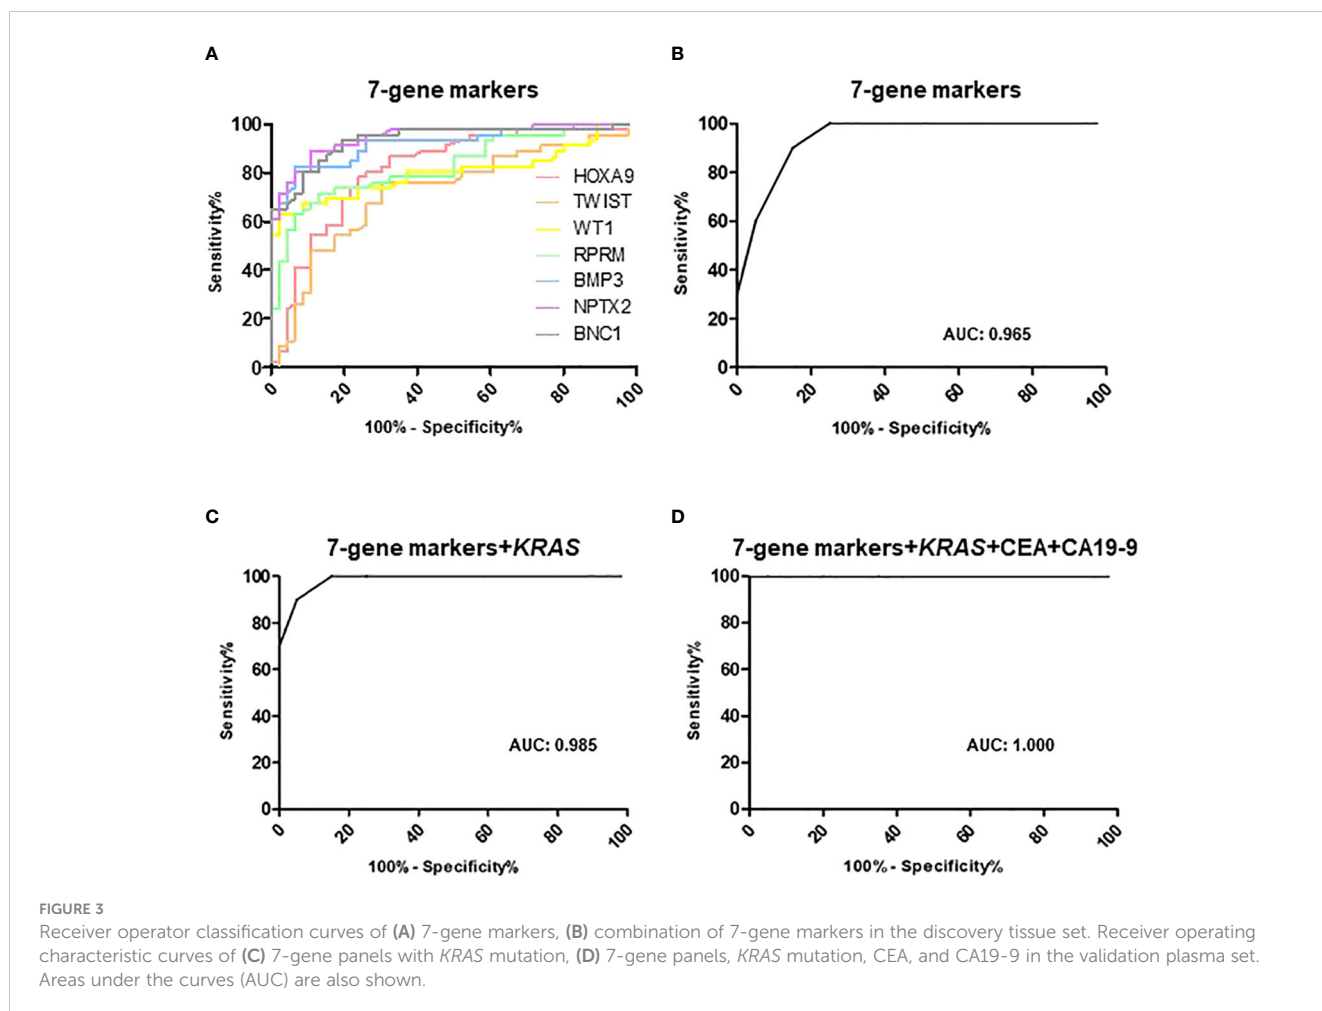 A
7-gene markers
100
80
60
40
20
0
Sensitivity%
HOXA9
TWIST
WT1
RPRM
BMP3
NPTX2
BNC1
0 20 40 60 80 100
100% - Specificity%
B
7-gene markers
100
80
60
40
20
0
Sensitivity%
AUC: 0.965
0 20 40 60 80 100
100% - Specificity%
C
7-gene markers+KRAS
100
80
60
40
20
0
Sensitivity%
AUC: 0.985
0 20 40 60 80 100
100% - Specificity%
D
7-gene markers+KRAS+CEA+CA19-9
100
80
60
40
20
0
Sensitivity%
AUC: 1.000
0 20 40 60 80 100
100% - Specificity%
FIGURE 3
Receiver operator classification curves of (A) 7-gene markers, (B) combination of 7-gene markers in the discovery tissue set. Receiver operating
characteristic curves of (C) 7-gene panels with KRAS mutation, (D) 7-gene panels, KRAS mutation, CEA, and CA19-9 in the validation plasma set.
Areas under the curves (AUC) are also shown.